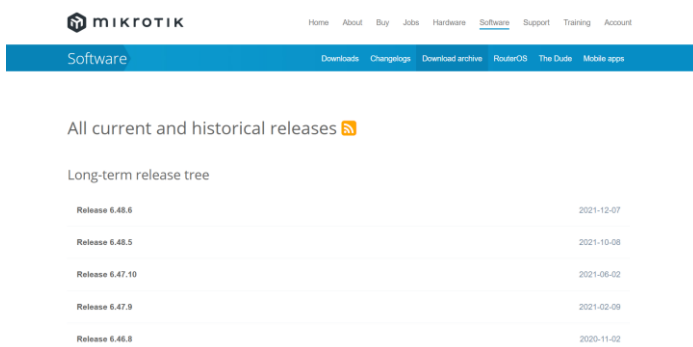 MIKROTIK
Home About Buy Jobs Hardware Software Support Training Account
Software
Downloads Changelogs Download archive RouterOS The Dude Mobile apps
All current and historical releases
Long-term release tree
Release 6.48.6 2021-12-07
Release 6.48.5 2021-10-08
Release 6.47.10 2021-06-02
Release 6.47.9 2021-02-09
Release 6.46.8 2020-11-02